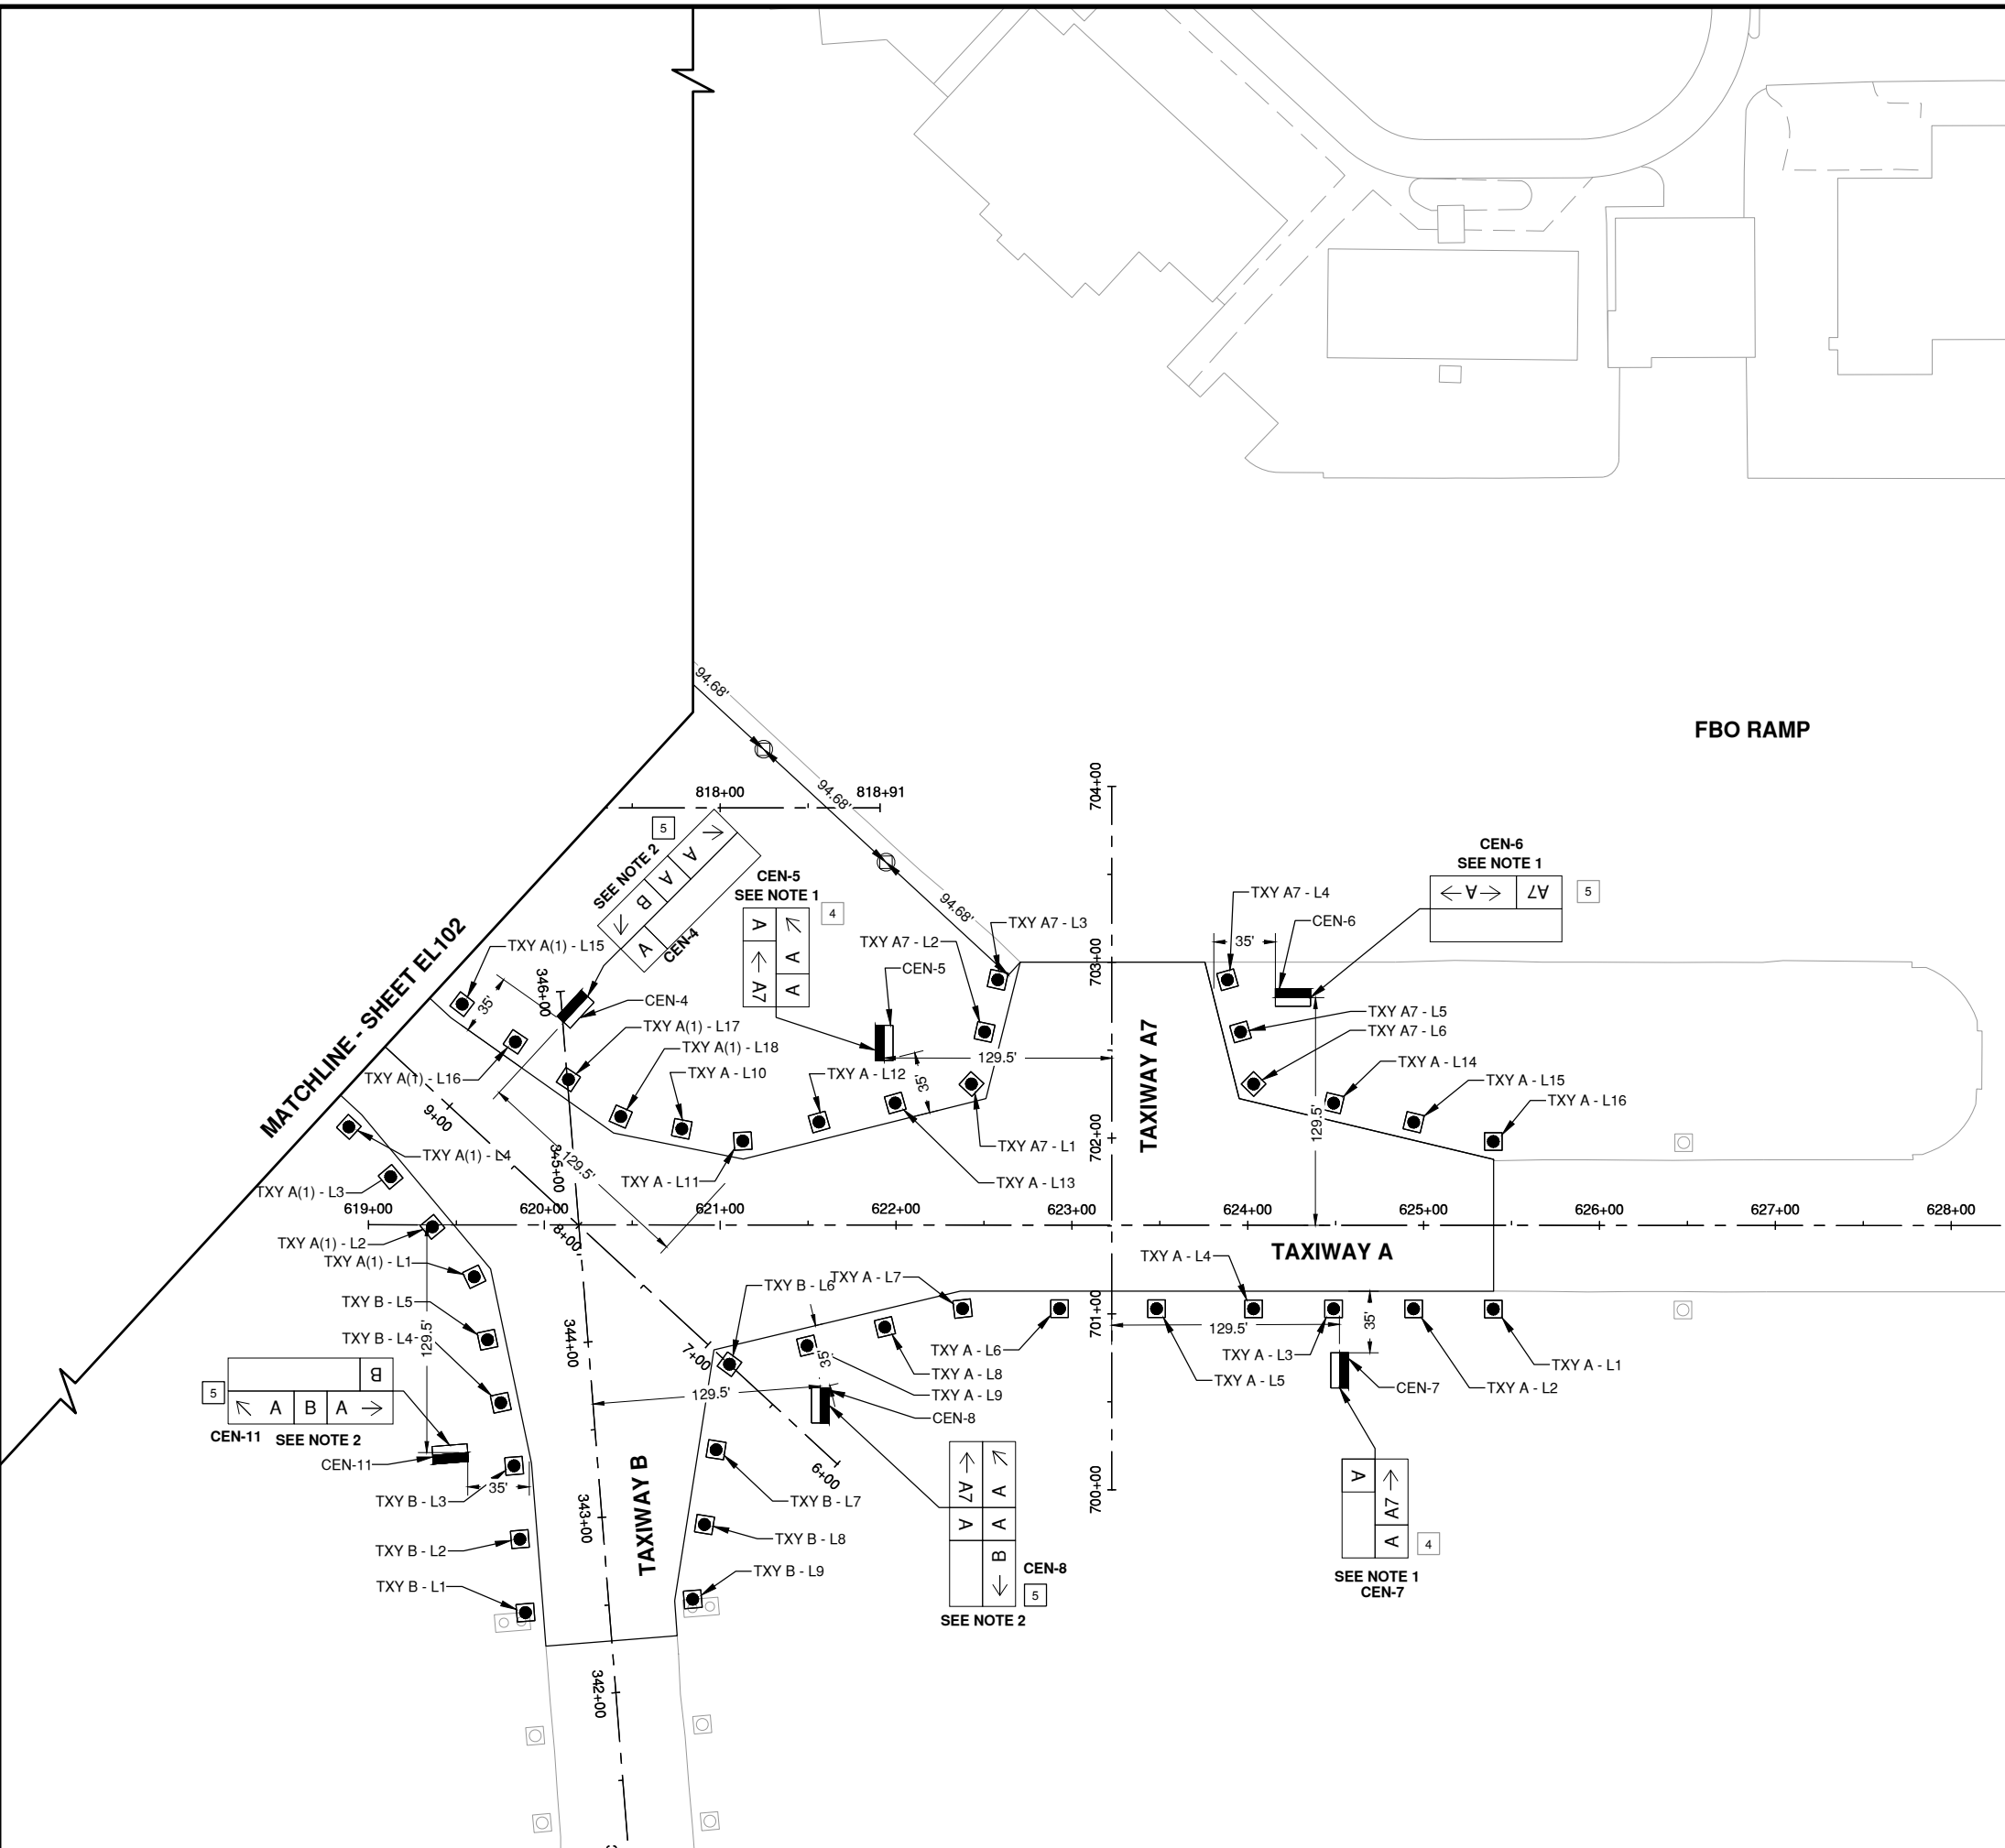 94.68'
94.68'
94.68'
FBO RAMP
818+00
818+91
704+00
5
SEE NOTE 2
A
A
B
A
CEN-4
CEN-5
SEE NOTE 1
4
A
A7
A
A
CEN-6
SEE NOTE 1
A
A7
5
TXY A7 - L4
CEN-6
35'
TXY A7 - L3
TXY A7 - L2
CEN-5
703+00
MATCHLINE - SHEET EL102
TXY A(1) - L15
346+00
35'
CEN-4
TXY A(1) - L17
TXY A(1) - L18
TXY A(1) - L16
TXY A - L10
TXY A - L12
35'
129.5'
TAXIWAY A7
TXY A7 - L5
TXY A7 - L6
TXY A - L14
TXY A - L15
TXY A - L16
129.5'
9+00
TXY A(1) - L4
TXY A(1) - L3
345+00
129.5'
TXY A - L11
TXY A7 - L1
TXY A - L13
702+00
619+00
620+00
621+00
622+00
623+00
624+00
625+00
626+00
627+00
628+00
TXY A(1) - L2
TXY A(1) - L1
8+00
TAXIWAY A
TXY A - L4
TXY B - L6
TXY A - L7
TXY B - L5
TXY B - L4
129.5'
344+00
7+00
35'
TXY A - L6
TXY A - L8
TXY A - L9
CEN-8
701+00
129.5'
35'
TXY A - L3
TXY A - L5
CEN-7
TXY A - L2
TXY A - L1
129.5'
B
5
A
B
A
CEN-11
SEE NOTE 2
CEN-11
35'
TXY B - L3
6+00
TXY B - L7
TAXIWAY B
343+00
700+00
A7
A
A
A
B
CEN-8
5
SEE NOTE 2
A
A7
A
4
SEE NOTE 1
CEN-7
TXY B - L2
TXY B - L8
TXY B - L1
TXY B - L9
342+00